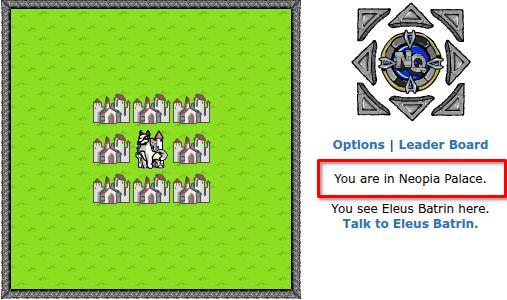 NQ
Options | Leader Board
You are in Neopia Palace.
You see Eleus Batrin here.
Talk to Eleus Batrin.